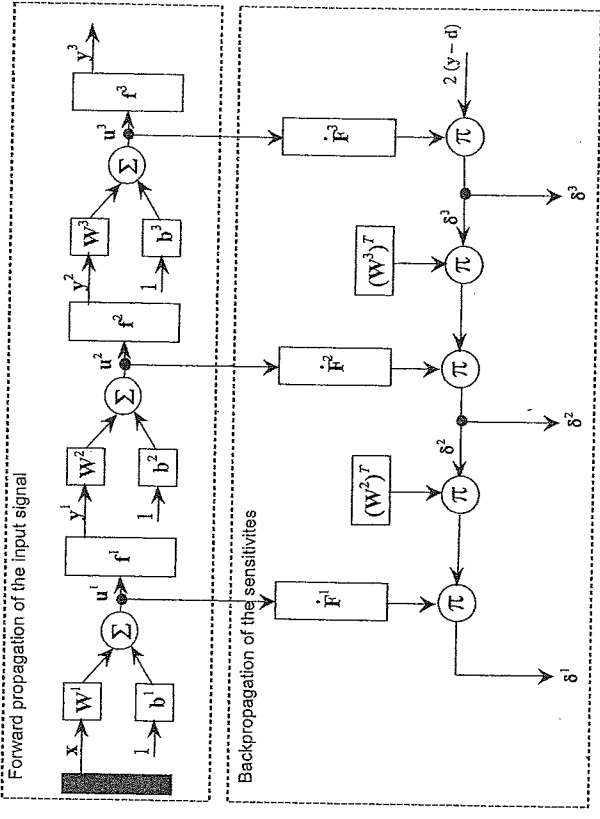 Forward propagation of the input signal
x
W¹
1
b¹
Σ
u¹
f¹
y¹
W²
1
b²
Σ
u²
f²
y²
W³
1
b³
Σ
u³
f³
y³
Backpropagation of the sensitivites
Ḟ¹
Ḟ²
Ḟ³
(W²)ᵀ
(W³)ᵀ
π
π
π
π
π
2 (y – d)
δ²
δ³
δ¹
δ²
δ³